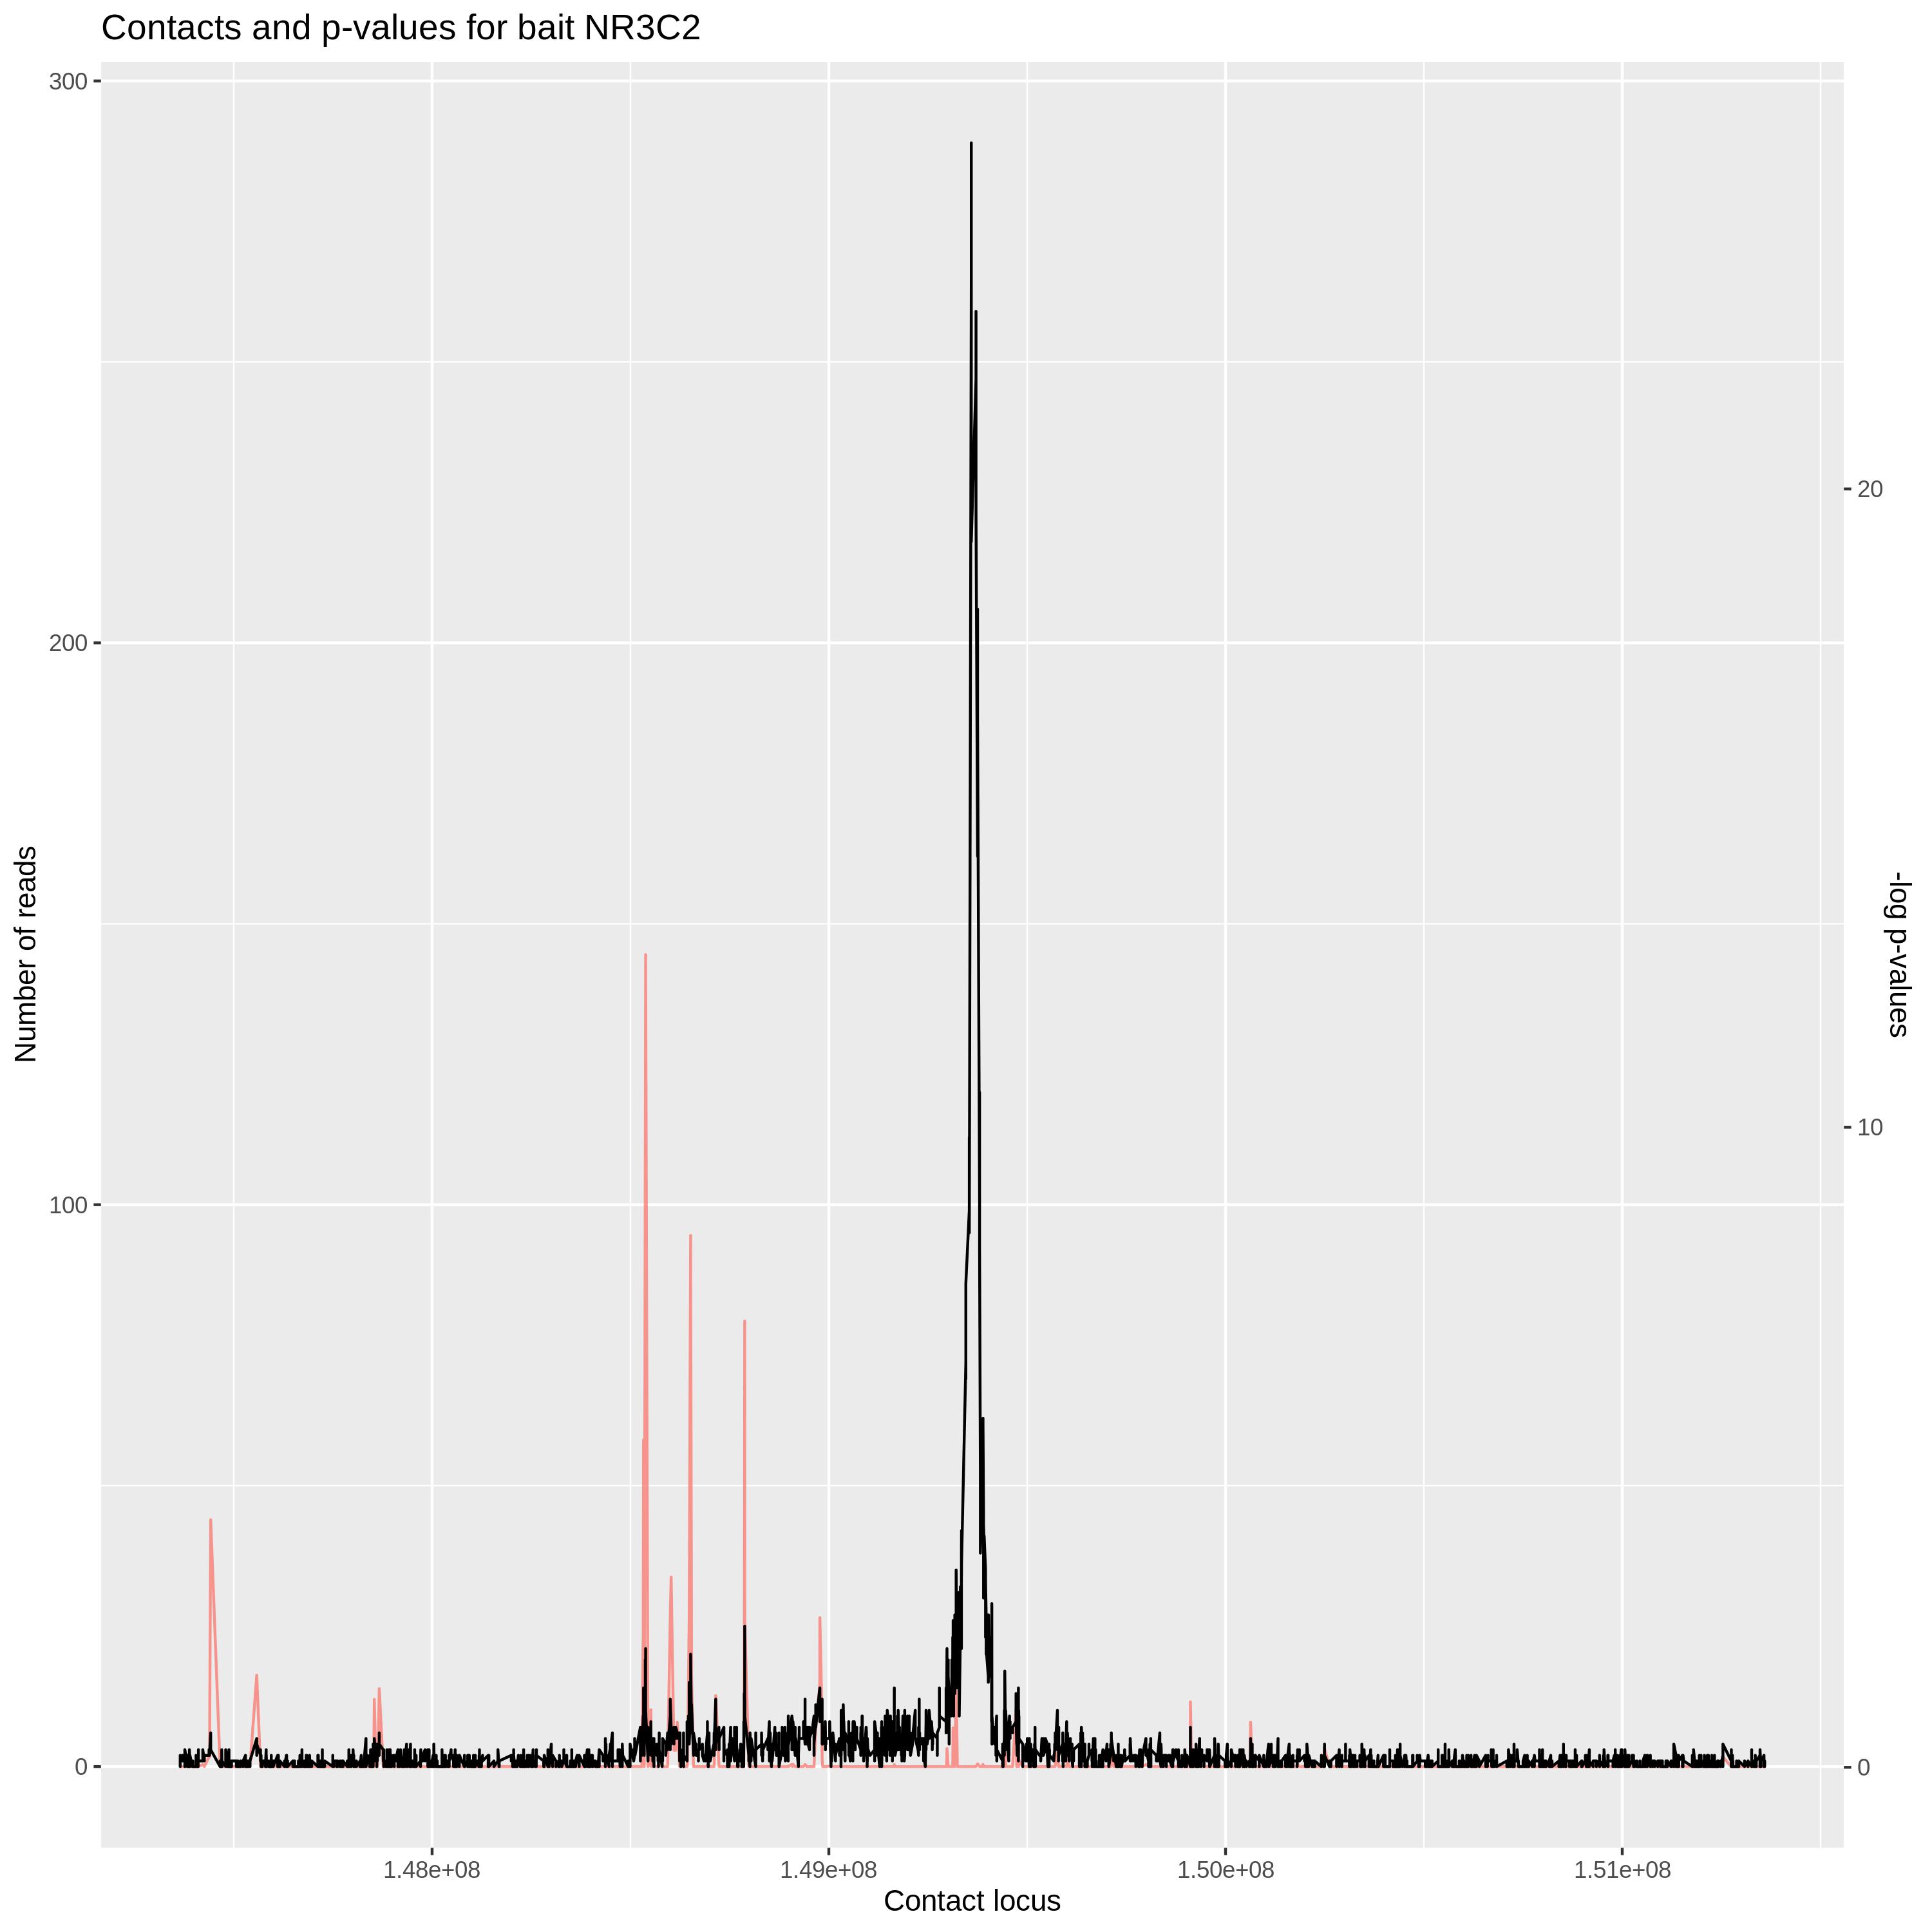 Contacts and p-values for bait NR3C2
300
200
100
0
Number of reads
20
10
0
-log p-values
1.48e+08
1.49e+08
1.50e+08
1.51e+08
Contact locus